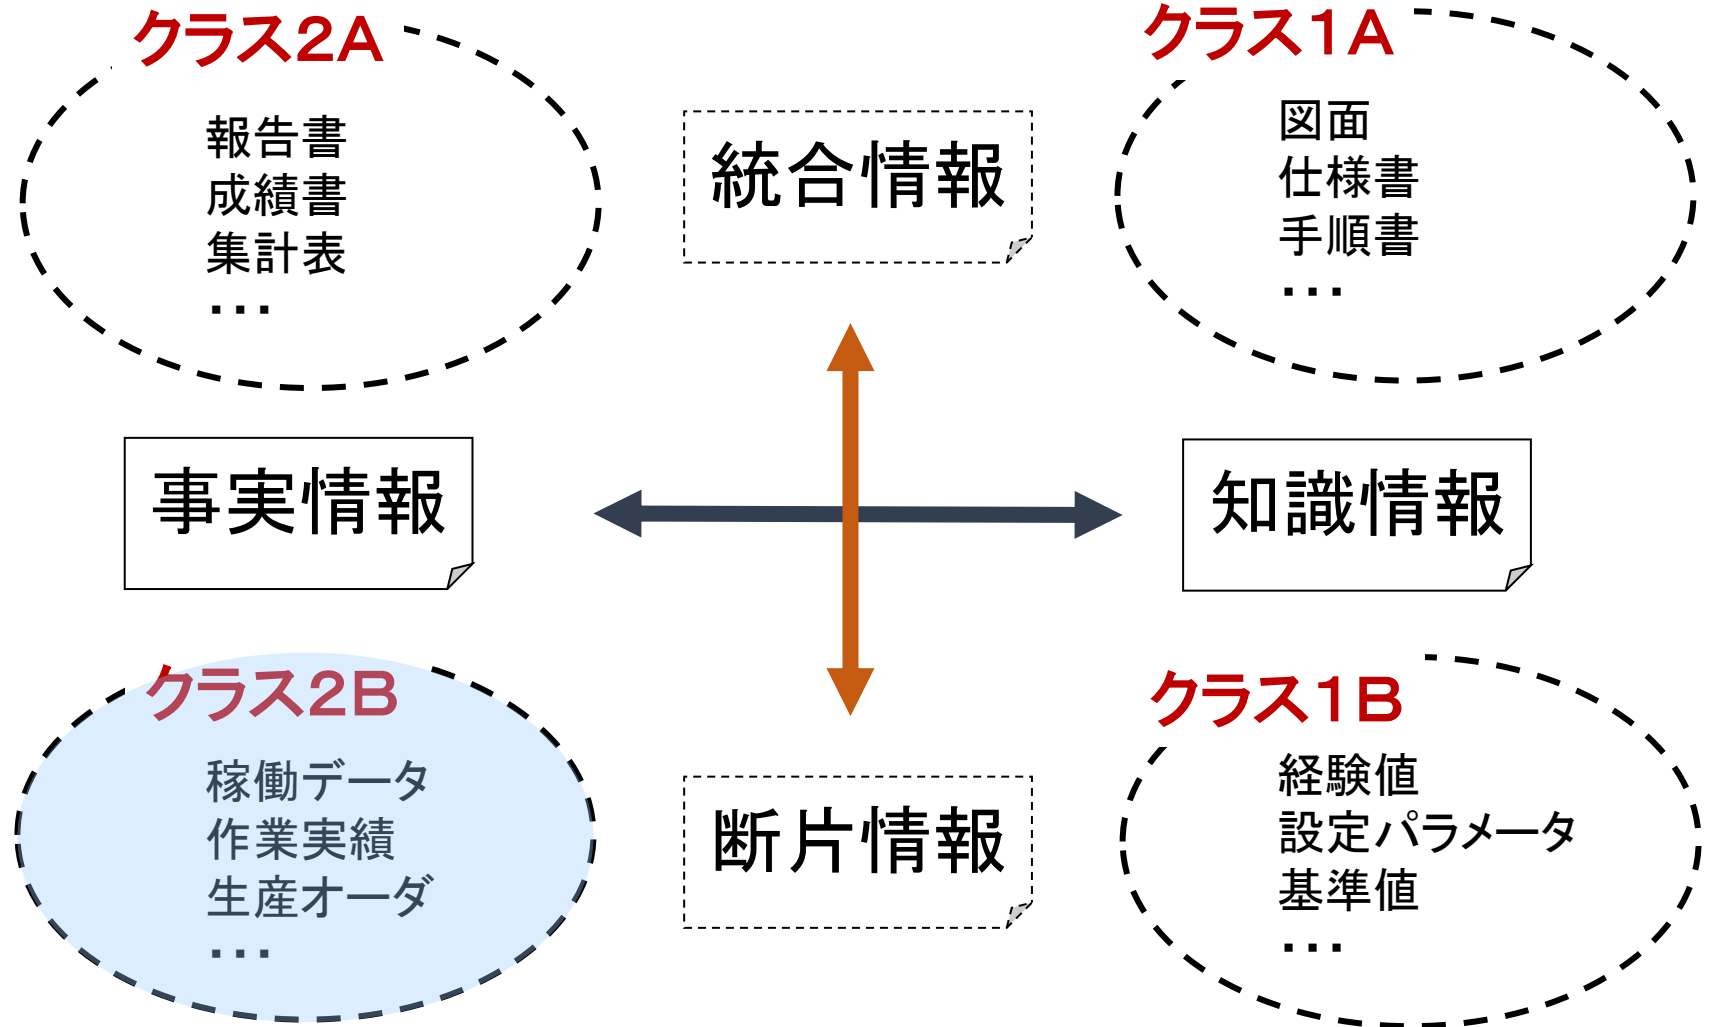 クラス２Ａ
報告書
成績書
集計表
・・・
統合情報
クラス１Ａ
図面
仕様書
手順書
・・・
事実情報
知識情報
クラス２Ｂ
稼働データ
作業実績
生産オーダ
・・・
断片情報
クラス１Ｂ
経験値
設定パラメータ
基準値
・・・